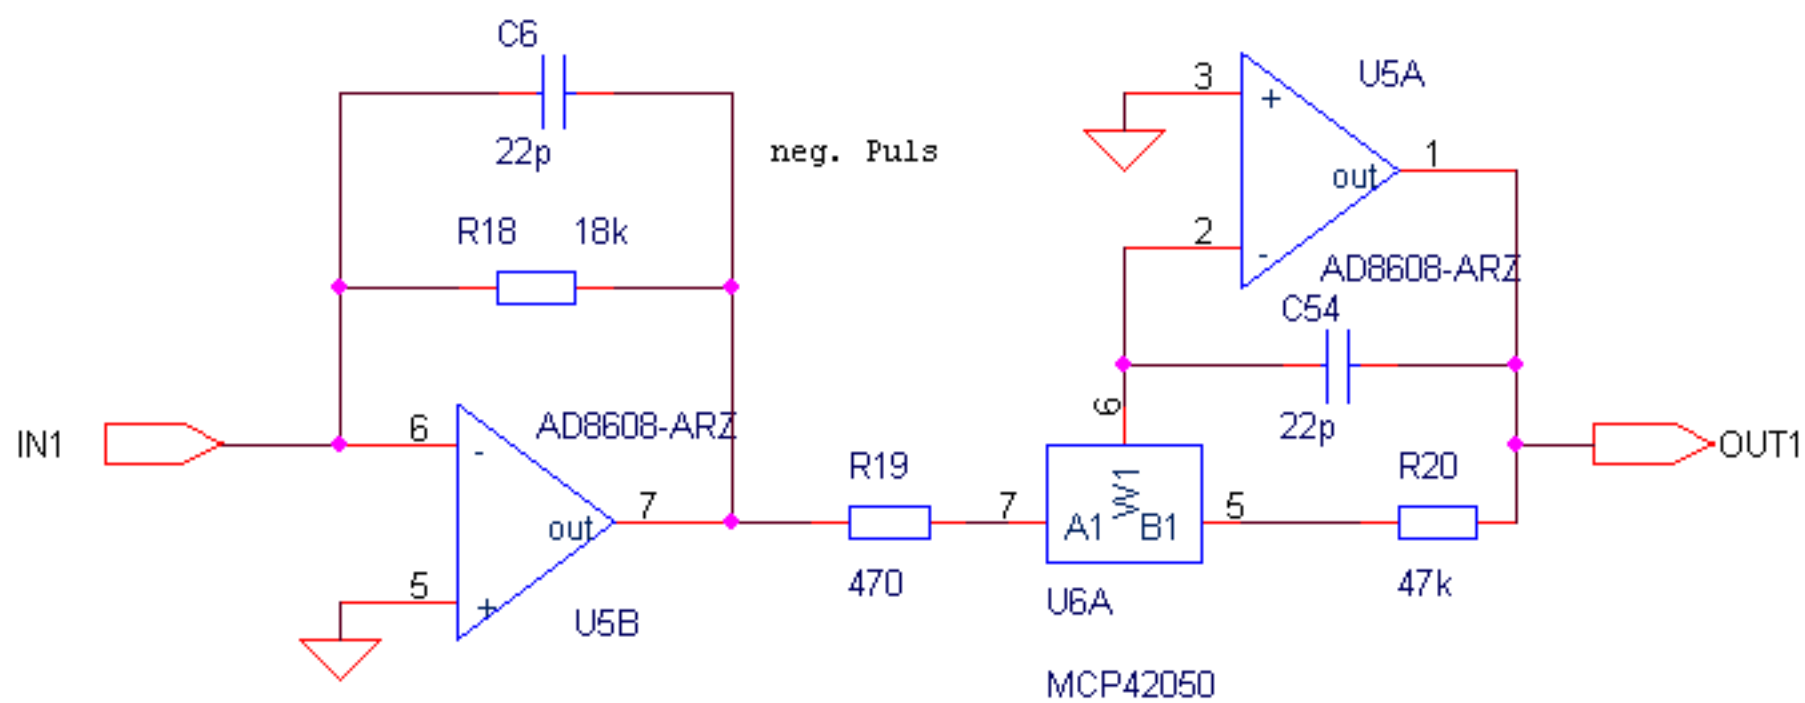 C6
22p
neg. Puls
R18 18k
IN1
6
-
AD8608-ARZ
7
out
5
+
U5B
R19
470
7
A1 W1 B1
6
5
U6A
MCP42050
3
+
U5A
1
out
2
-
AD8608-ARZ
C54
22p
R20
47k
OUT1